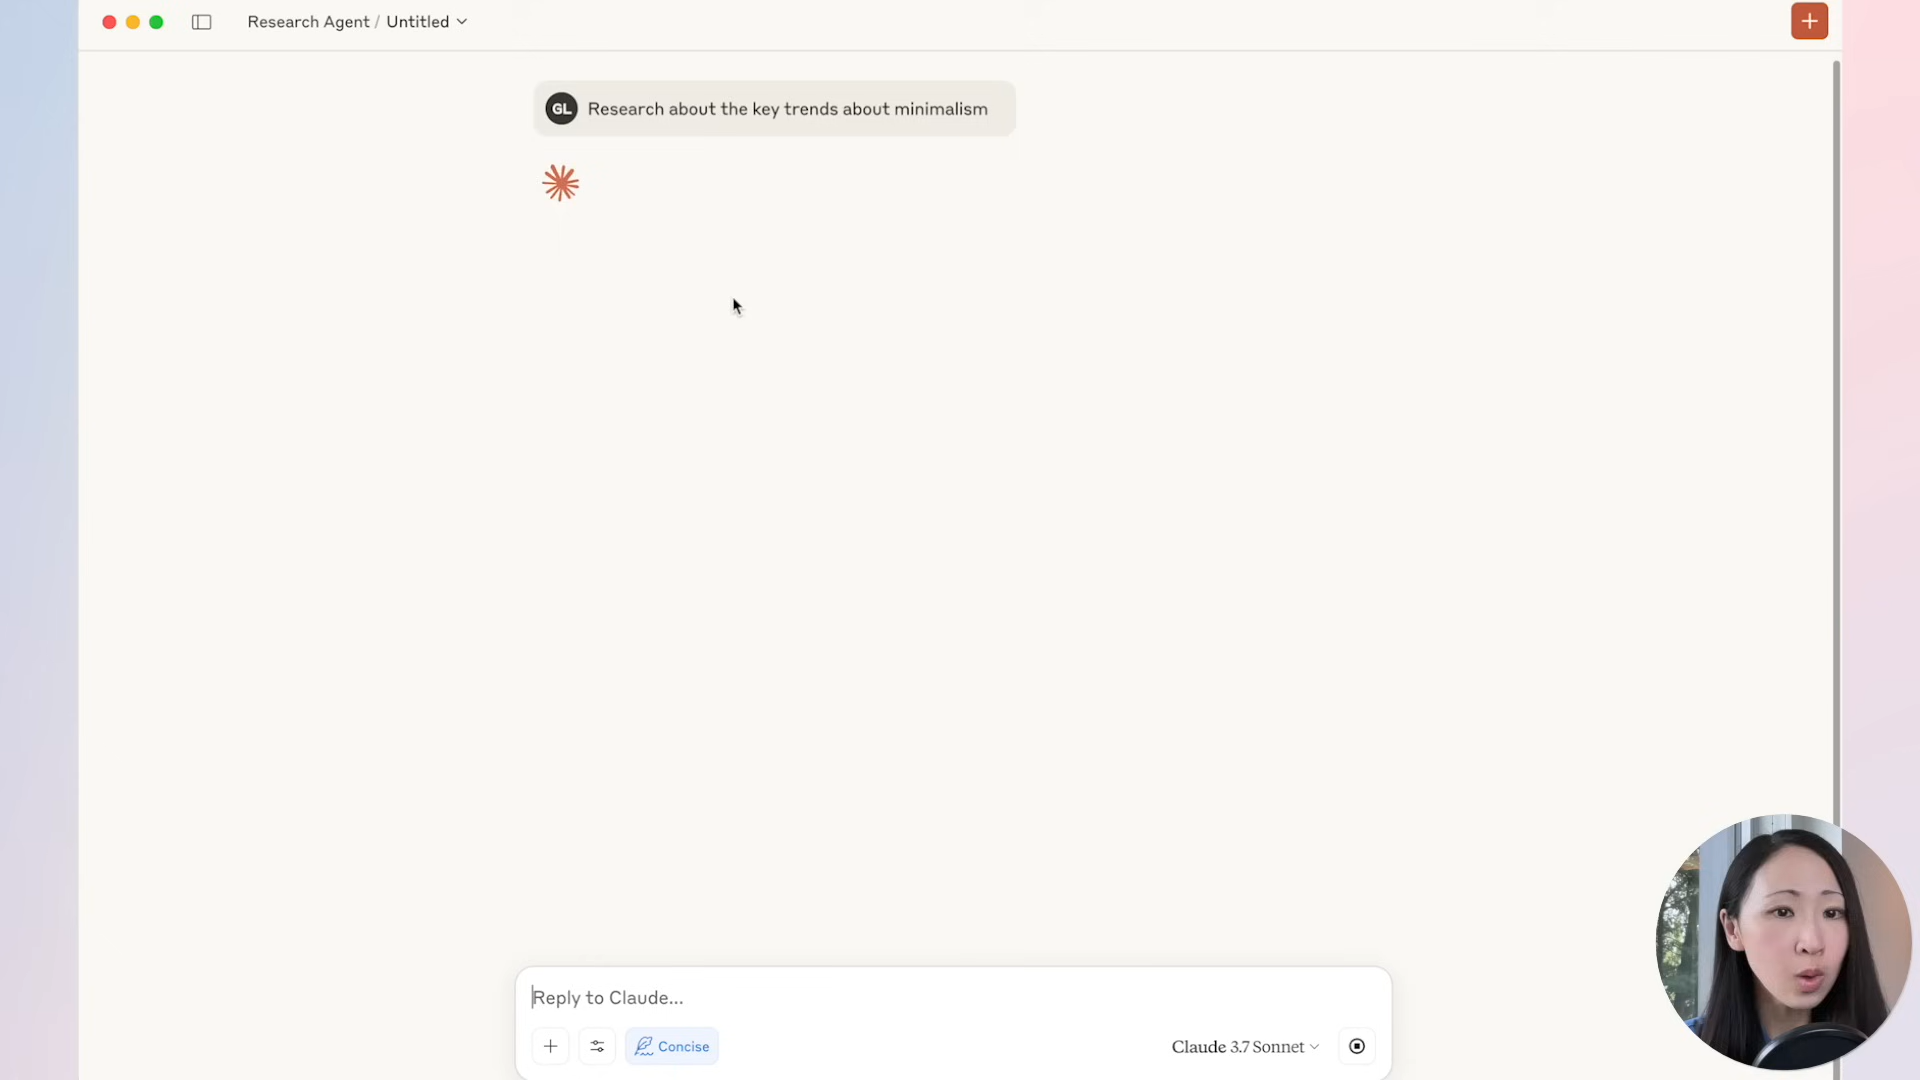 Research Agent / Untitled
GL Research about the key trends about minimalism
Reply to Claude...
Concise
Claude 3.7 Sonnet